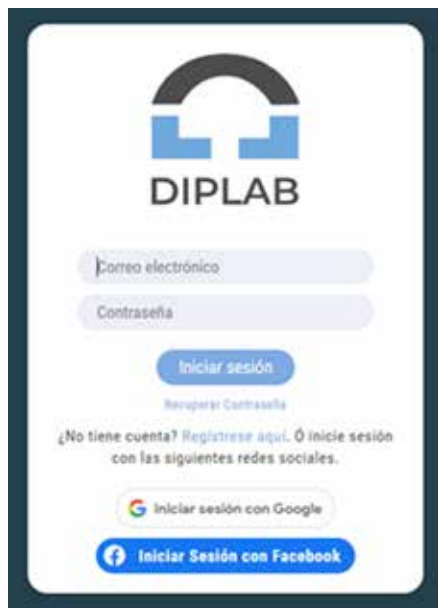 DIPLAB
Correo electrónico
Contraseña
Iniciar sesión
Recuperar Contraseña
¿No tiene cuenta? Regístrese aquí. Ó inicie sesión
con las siguientes redes sociales.
Iniciar sesión con Google
Iniciar Sesión con Facebook